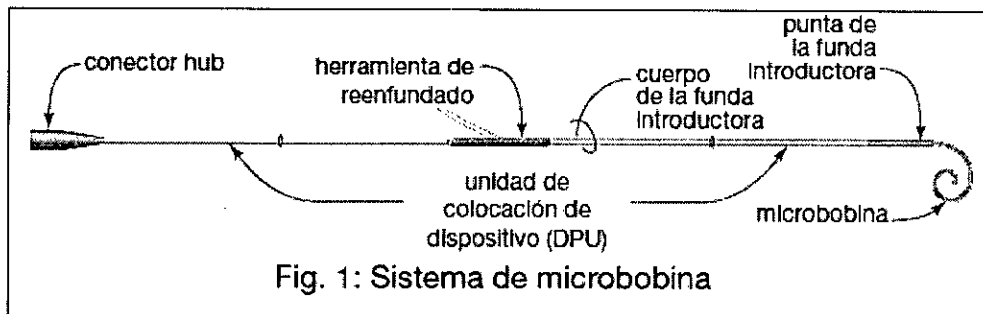 conector hub
herramienta de
reenfundado
cuerpo
de la funda
introductora
punta de
la funda
introductora
unidad de
colocación de
dispositivo (DPU)
microbobina
Fig. 1: Sistema de microbobina